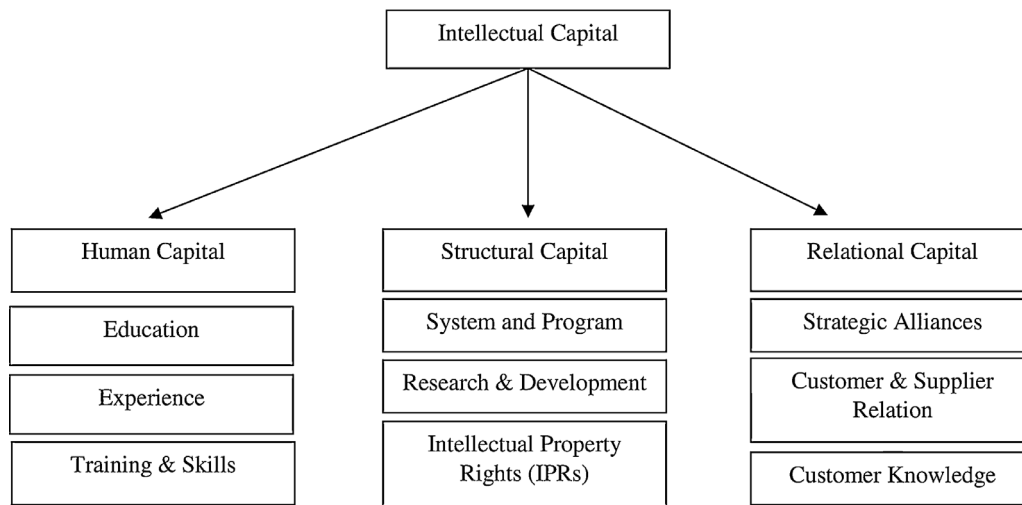 Intellectual Capital
Human Capital
Education
Experience
Training & Skills
Structural Capital
System and Program
Research & Development
Intellectual Property
Rights (IPRs)
Relational Capital
Strategic Alliances
Customer & Supplier
Relation
Customer Knowledge